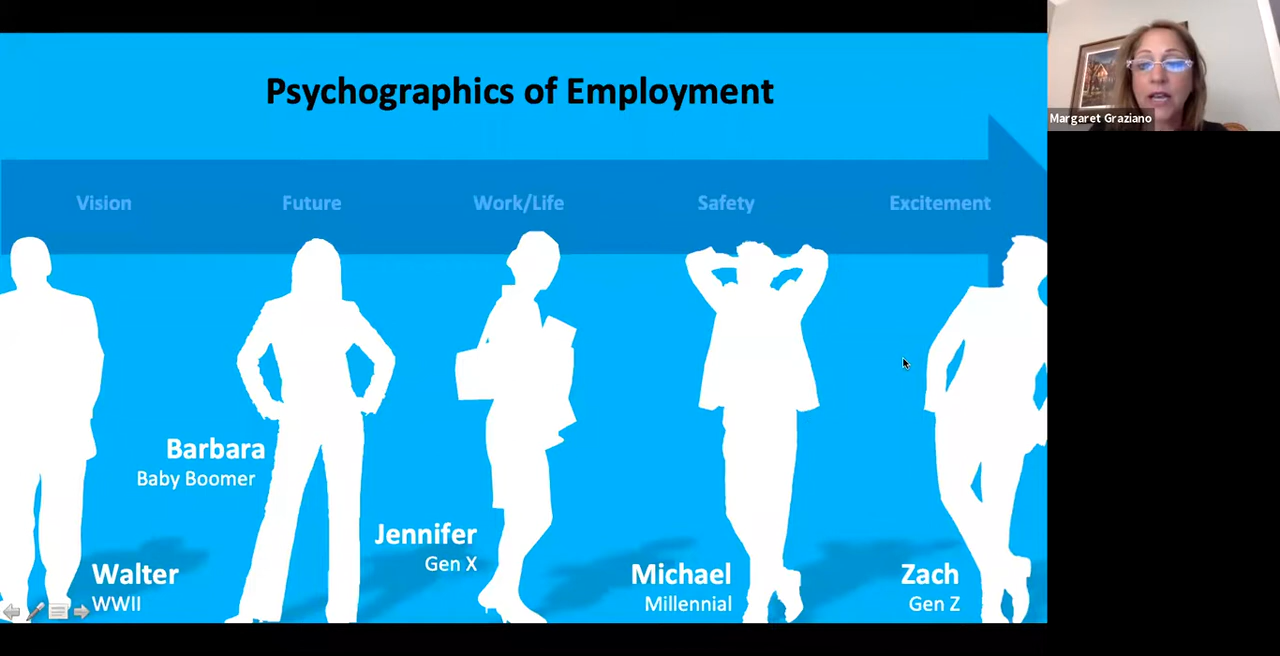 Psychographics of Employment
Margaret Graziano
Vision
Future
Work/Life
Safety
Excitement
Barbara
Baby Boomer
Jennifer
Gen X
Walter
WWII
Michael
Millennial
Zach
Gen Z